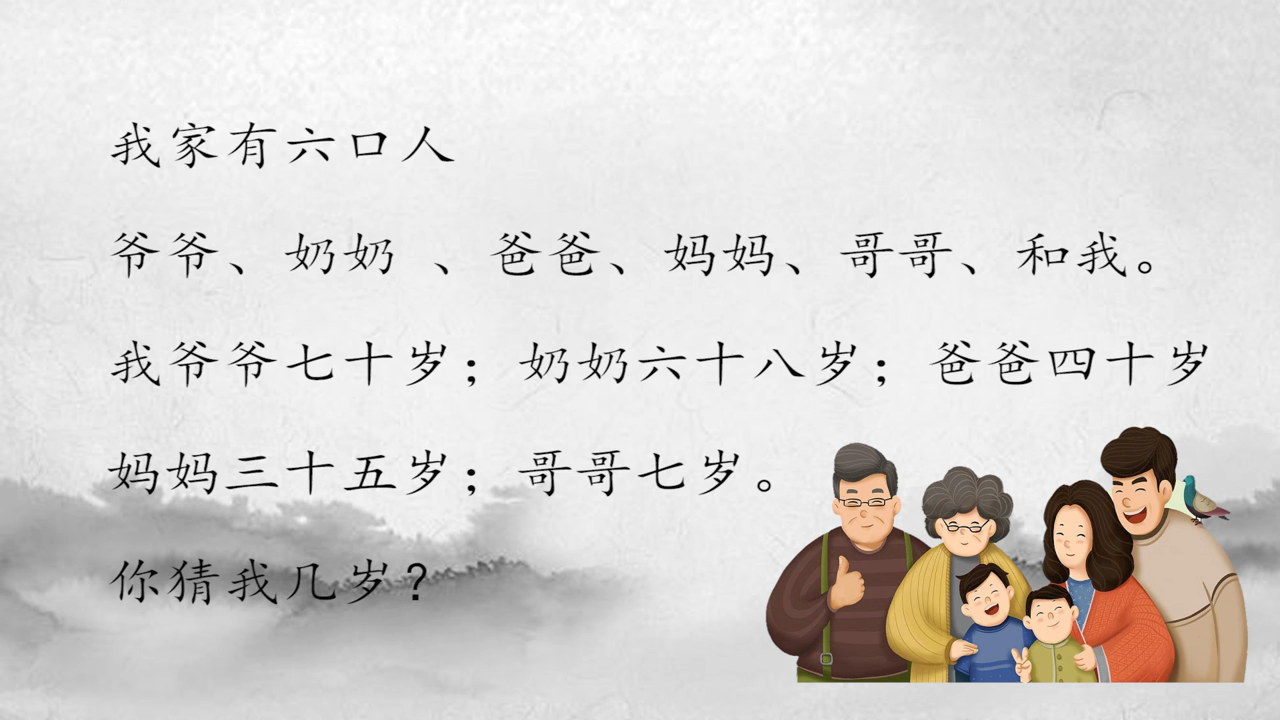 我家有六口人
爷爷、奶奶 、爸爸、妈妈、哥哥、和我。
我爷爷七十岁；奶奶六十八岁；爸爸四十岁
妈妈三十五岁；哥哥七岁。
你猜我几岁？